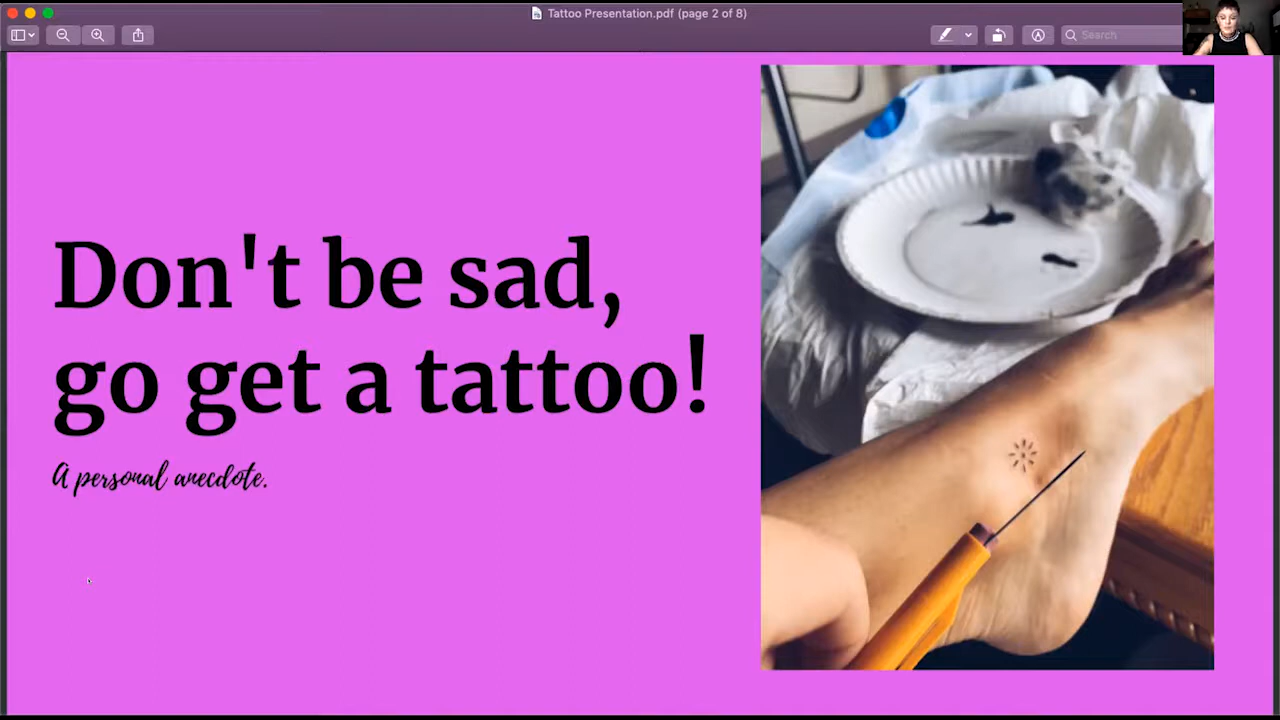 Tattoo Presentation.pdf (page 2 of 8)
Search
Don't be sad,
go get a tattoo!
A personal anecdote.